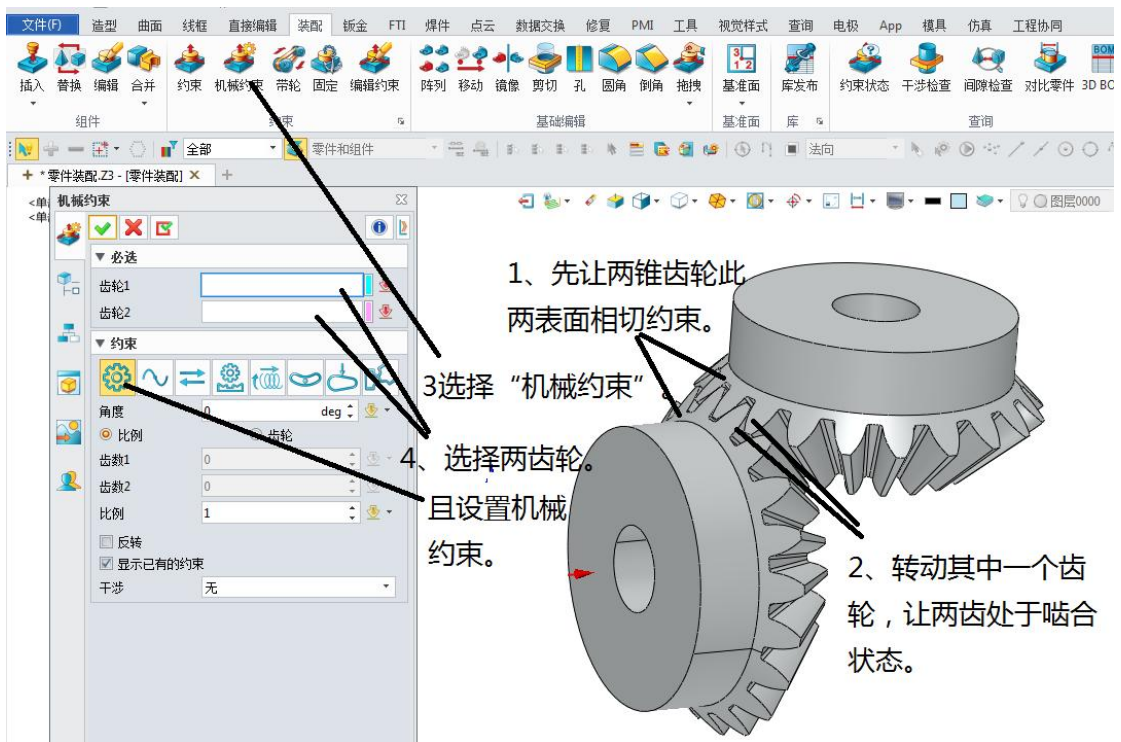 文件(F) 造型 曲面 线框 直接编辑 装配 钣金 FTI 焊件 点云 数据交换 修复 PMI 工具 视觉样式 查询 电极 App 模具 仿真 工程协同
插入 替换 编辑 合并 约束 机械约束 带轮 固定 编辑约束 阵列 移动 镜像 剪切 孔 圆角 倒角 拖拽 基准面 库发布 约束状态 干涉检查 间隙检查 对比零件 3D BO
组件 约束 基础编辑 基准面 库 查询
全部 零件和组件 法向
* 零件装配.Z3 - [零件装配]
图层0000
<单
<单
机械约束
必选
齿轮1
齿轮2
约束
角度 0 deg
比例 齿轮
齿数1 0
齿数2 0
比例 1
反转
显示已有的约束
干涉 无
1、先让两锥齿轮此
两表面相切约束。
3选择“机械约束”。
4、选择两齿轮。
且设置机械
约束。
2、转动其中一个齿
轮，让两齿处于啮合
状态。